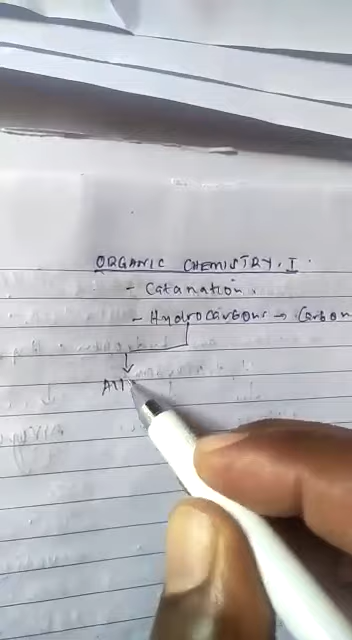 ORGANIC CHEMISTRY. I.
- Catanation.
- Hydrocarbons → Carbon